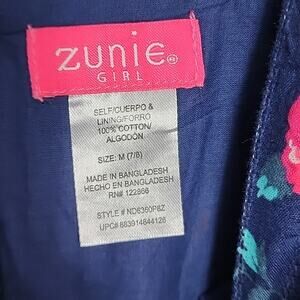 zunie®
GIRL
SELF/CUERPO &
LINING/FORRO
100% COTTON/
ALGODON
SIZE: M (7/8)
MADE IN BANGLADESH
HECHO EN BANGLADESH
RN# 122866
STYLE # ND6360P8Z
UPC# 883914844126